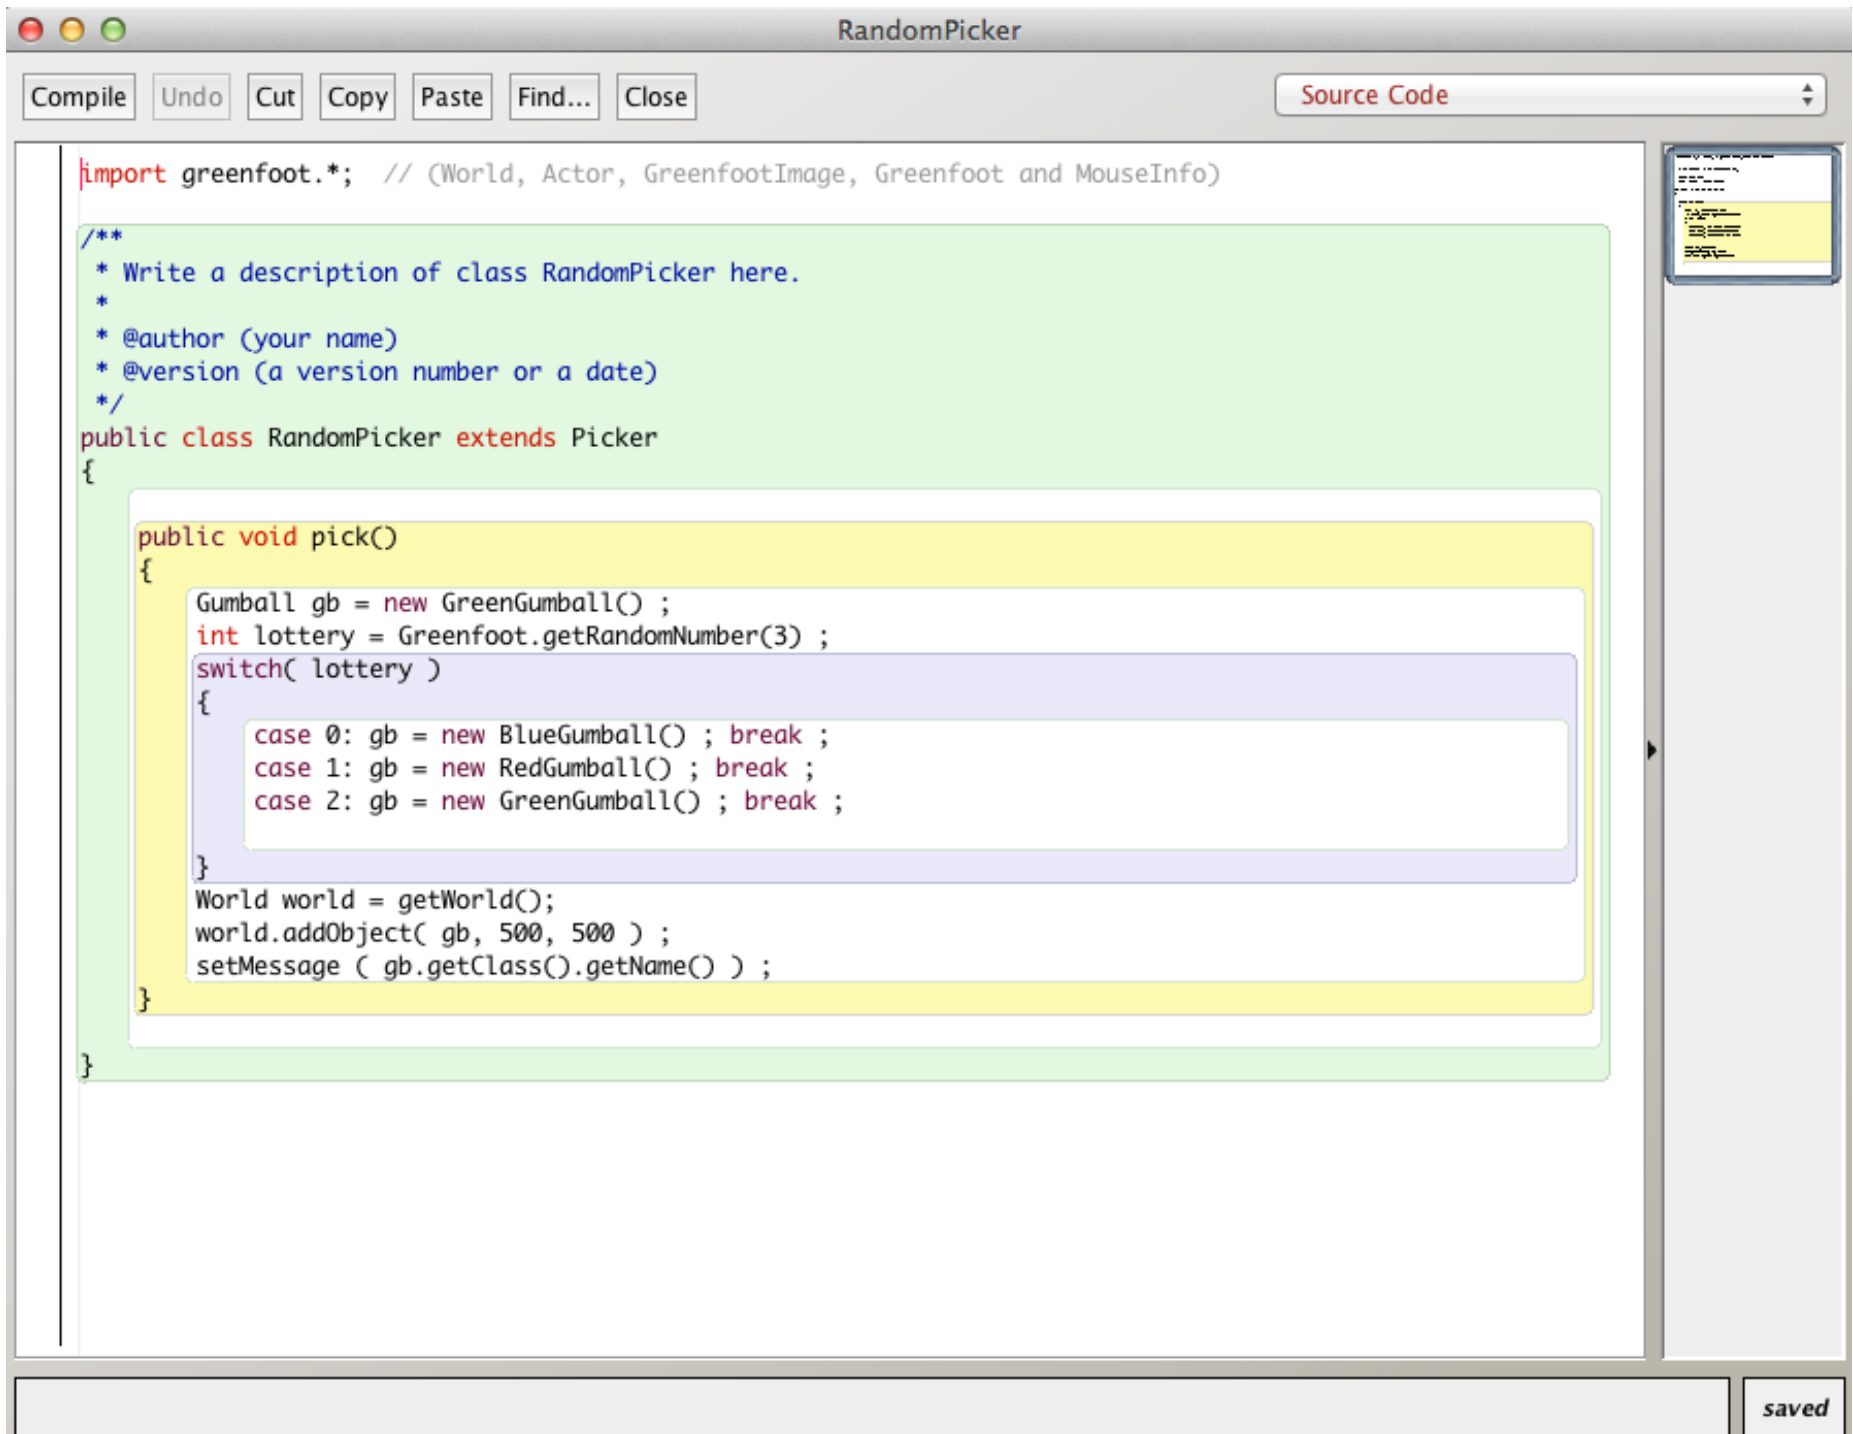 RandomPicker
Compile Undo Cut Copy Paste Find... Close Source Code
import greenfoot.*;  // (World, Actor, GreenfootImage, Greenfoot and MouseInfo)
/**
 * Write a description of class RandomPicker here.
 *
 * @author (your name)
 * @version (a version number or a date)
 */
public class RandomPicker extends Picker
{
    public void pick()
    {
        Gumball gb = new GreenGumball() ;
        int lottery = Greenfoot.getRandomNumber(3) ;
        switch( lottery )
        {
            case 0: gb = new BlueGumball() ; break ;
            case 1: gb = new RedGumball() ; break ;
            case 2: gb = new GreenGumball() ; break ;
        }
        World world = getWorld();
        world.addObject( gb, 500, 500 ) ;
        setMessage ( gb.getClass().getName() ) ;
    }
}
saved